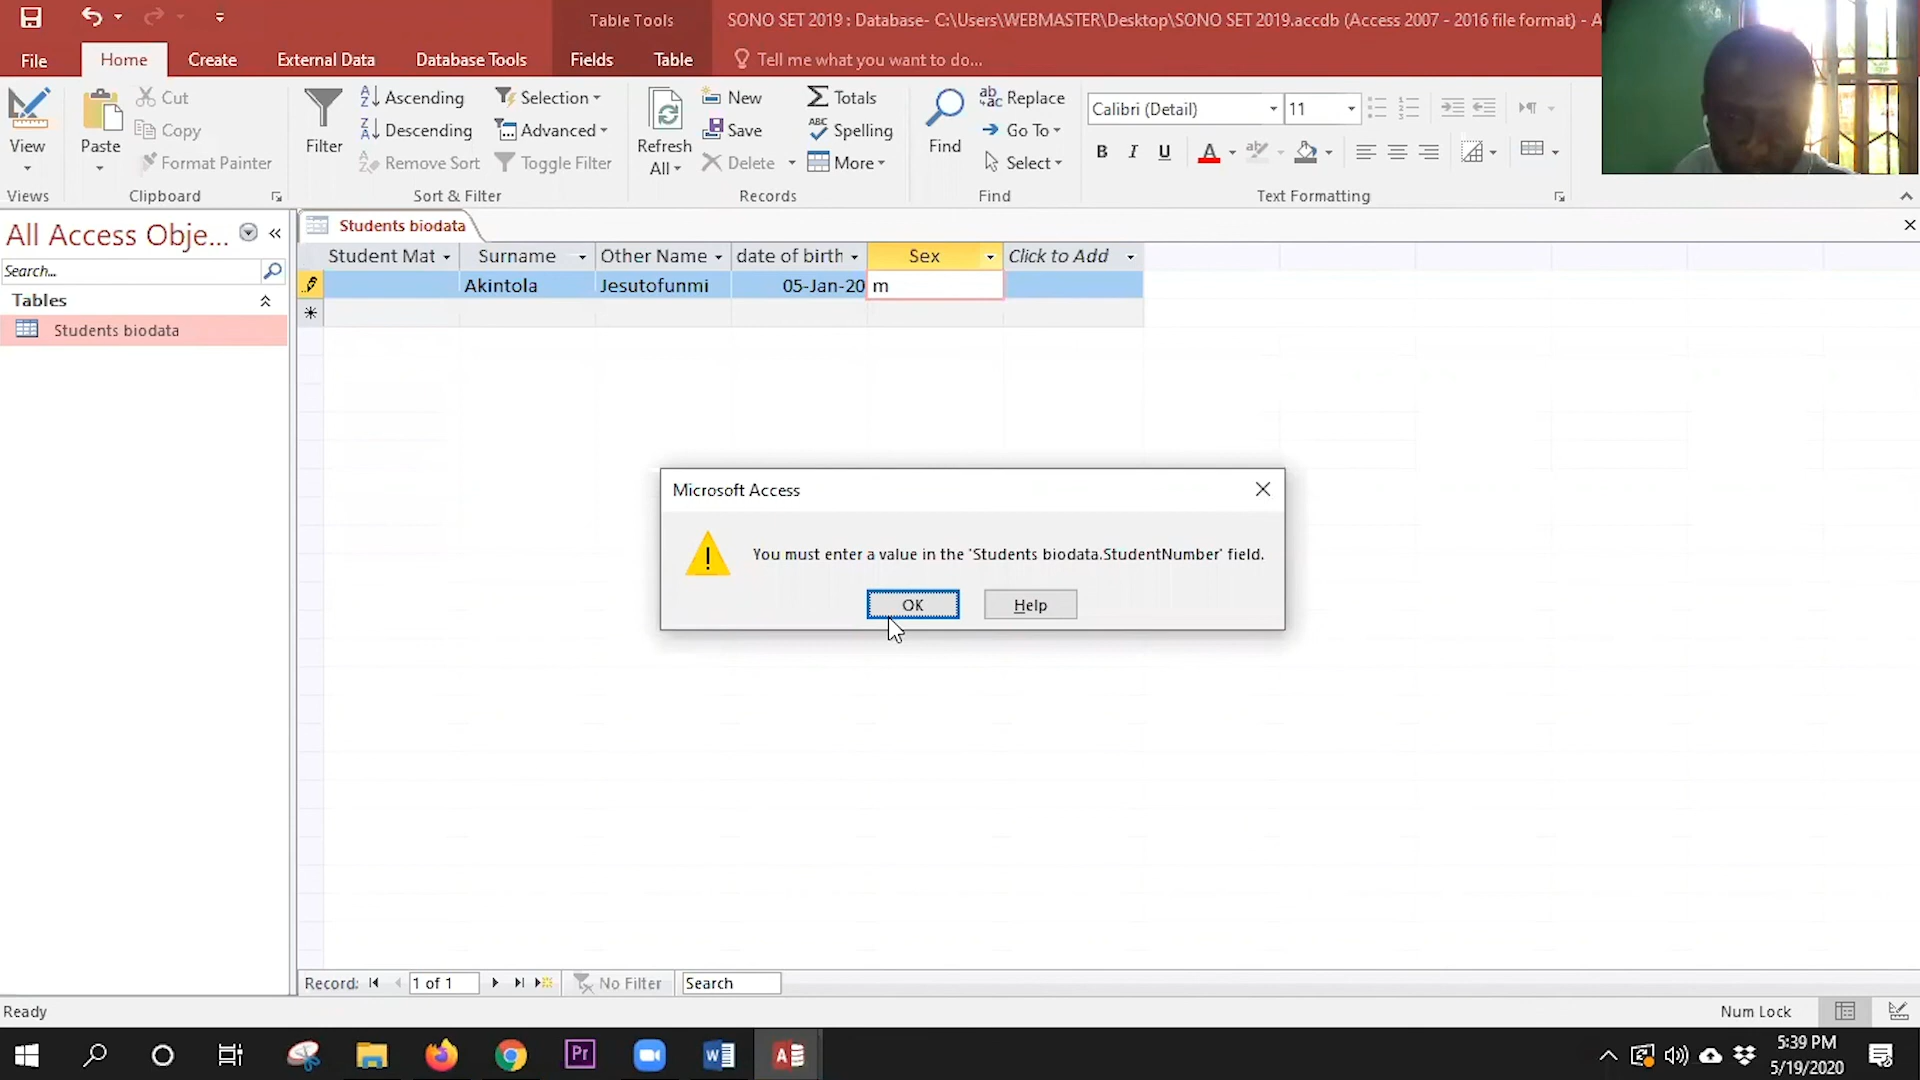 Table Tools
SONO SET 2019 : Database- C:\Users\WEBMASTER\Desktop\SONO SET 2019.accdb (Access 2007 - 2016 file format) - A
File
Home
Create
External Data
Database Tools
Fields
Table
Tell me what you want to do...
View
Views
Paste
Cut
Copy
Format Painter
Clipboard
Filter
Ascending
Descending
Remove Sort
Selection
Advanced
Toggle Filter
Sort & Filter
Refresh
All
New
Save
Delete
Totals
Spelling
More
Records
Find
Replace
Go To
Select
Find
Calibri (Detail)
11
B I U A
Text Formatting
All Access Obje...
Search...
Tables
Students biodata
Students biodata
Student Mat Surname Other Name date of birth Sex Click to Add
Akintola Jesutofunmi 05-Jan-20 m
Microsoft Access
You must enter a value in the 'Students biodata.StudentNumber' field.
OK
Help
Record: 1 of 1 No Filter Search
Ready
Num Lock
Pr
5:39 PM
5/19/2020